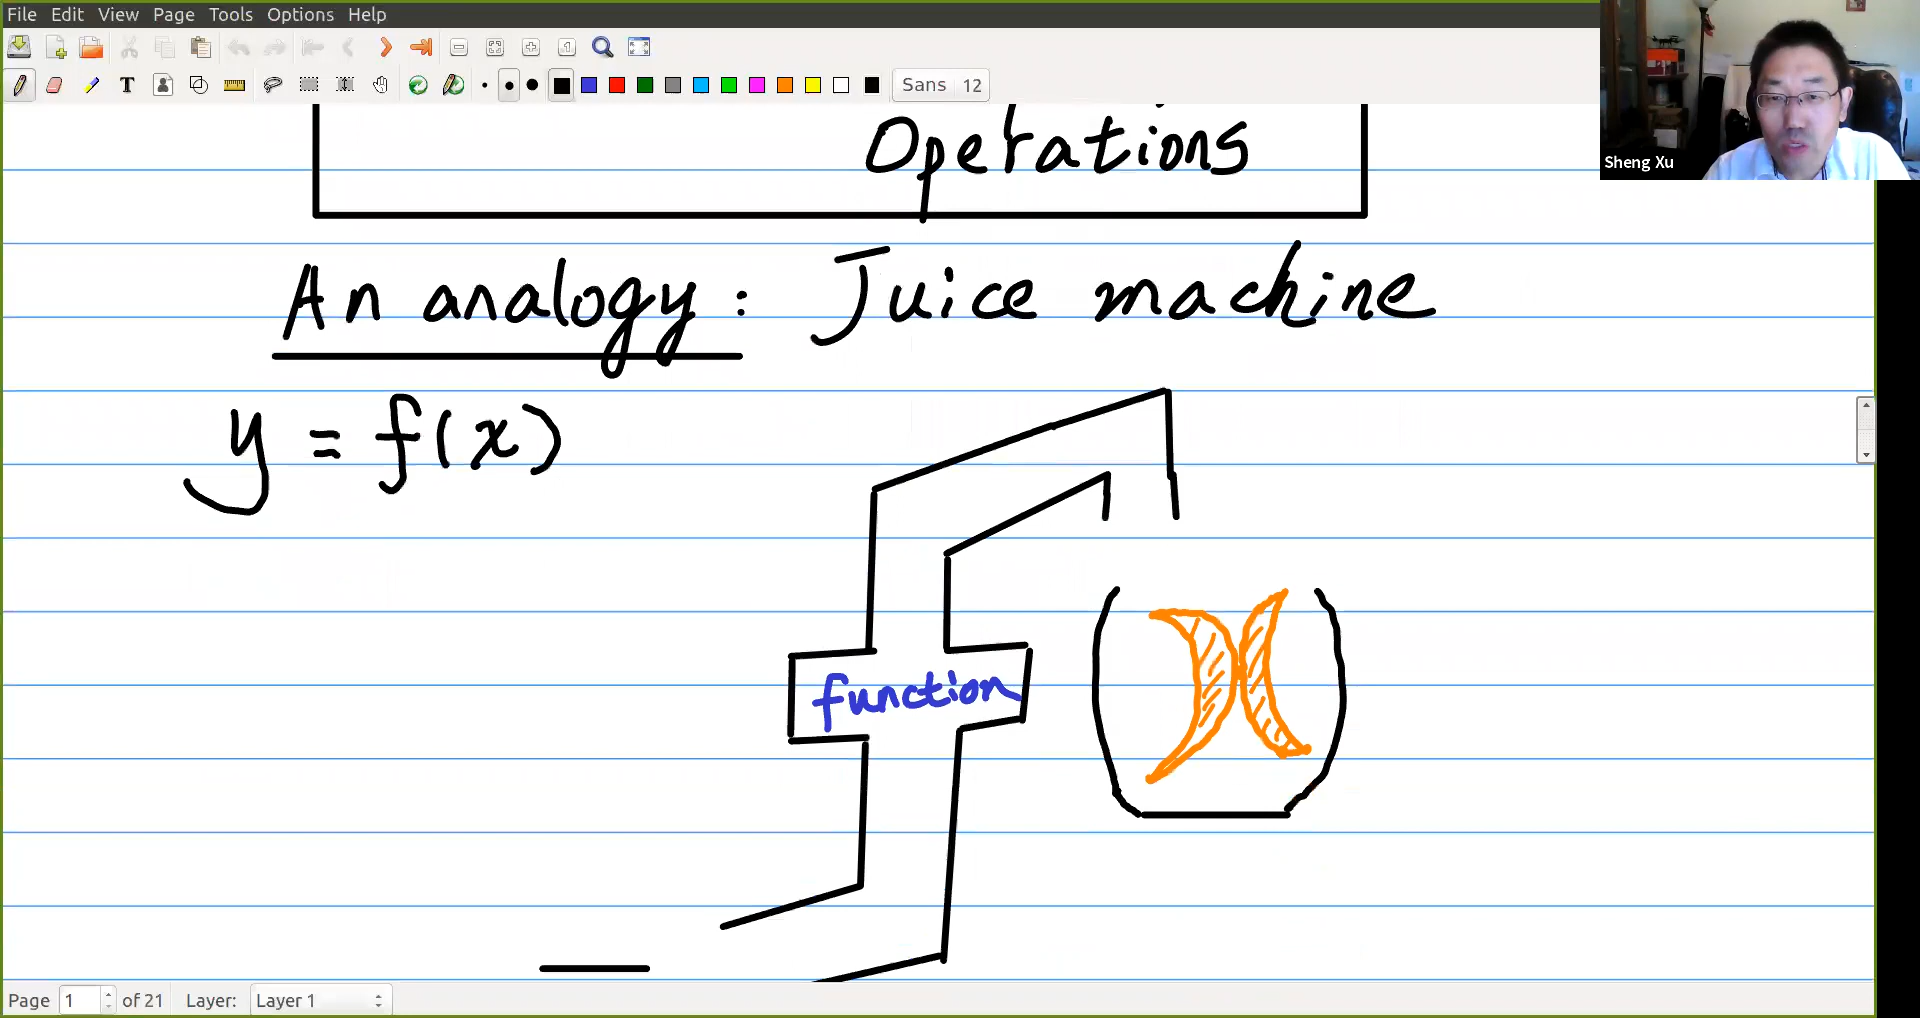 File Edit View Page Tools Options Help
Sans 12
Sheng Xu
Operations
An analogy: Juice machine
y = f(x)
function
Page 1 of 21 Layer: Layer 1